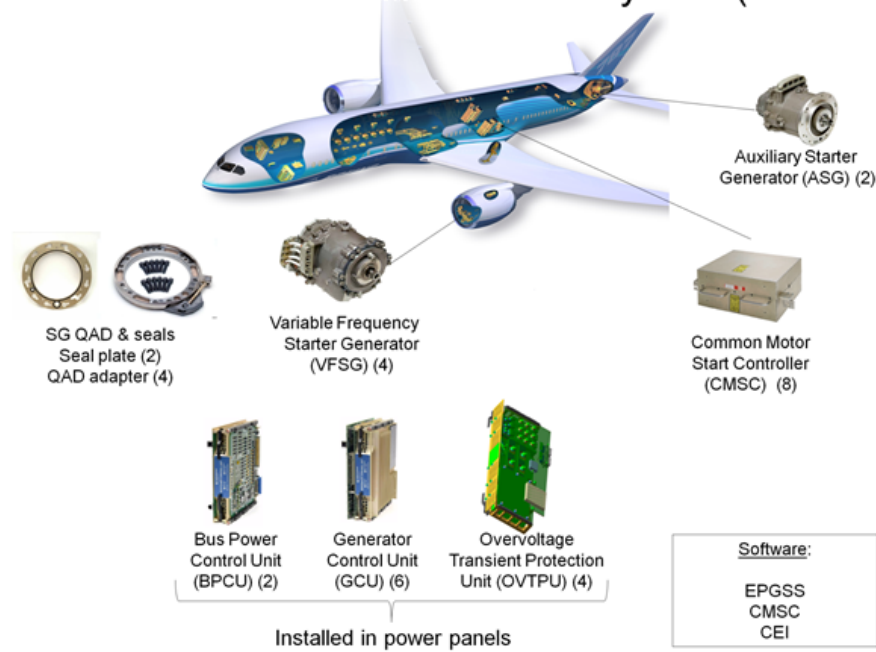 Auxiliary Starter
Generator (ASG) (2)
SG QAD & seals
Seal plate (2)
QAD adapter (4)
Variable Frequency
Starter Generator
(VFSG) (4)
Common Motor
Start Controller
(CMSC) (8)
Bus Power
Control Unit
(BPCU) (2)
Generator
Control Unit
(GCU) (6)
Overvoltage
Transient Protection
Unit (OVTPU) (4)
Installed in power panels
Software:
EPGSS
CMSC
CEI